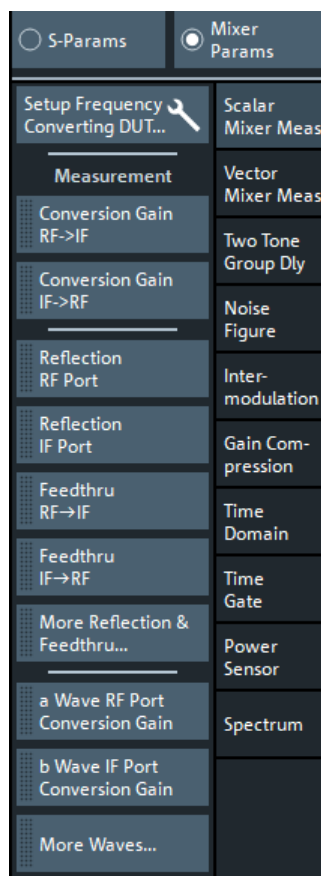 S-Params
Mixer
Params
Setup Frequency
Converting DUT...
Measurement
Conversion Gain
RF->IF
Conversion Gain
IF->RF
Reflection
RF Port
Reflection
IF Port
Feedthru
RF→IF
Feedthru
IF→RF
More Reflection &
Feedthru...
a Wave RF Port
Conversion Gain
b Wave IF Port
Conversion Gain
More Waves...
Scalar
Mixer Meas
Vector
Mixer Meas
Two Tone
Group Dly
Noise
Figure
Inter-
modulation
Gain Com-
pression
Time
Domain
Time
Gate
Power
Sensor
Spectrum